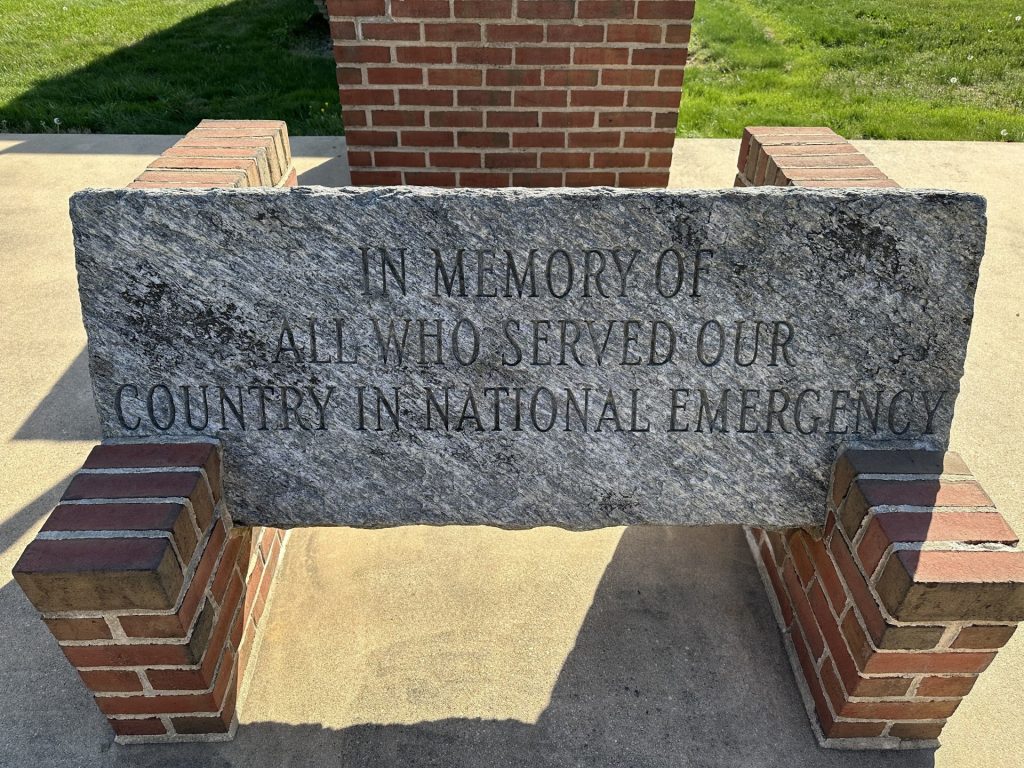 IN MEMORY OF
ALL WHO SERVED OUR
COUNTRY IN NATIONAL EMERGENCY